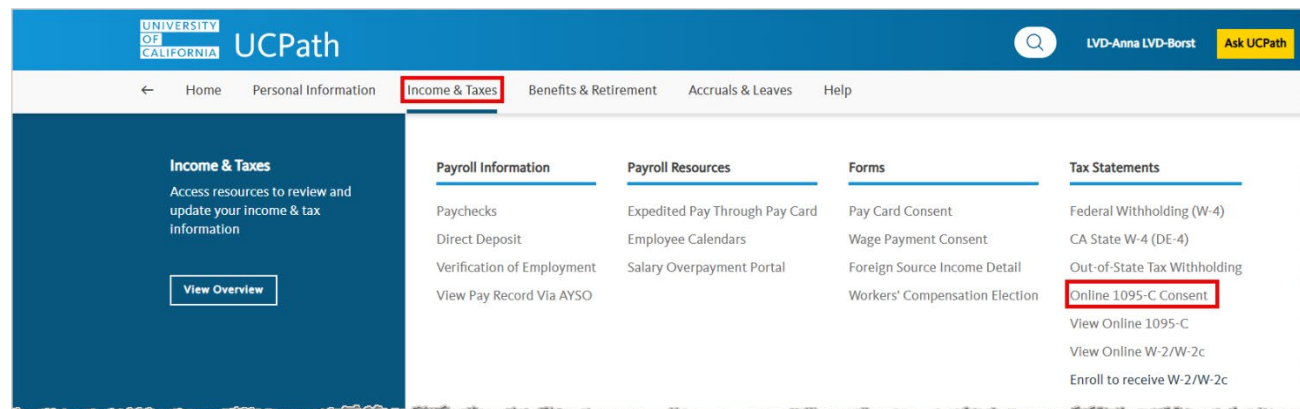 UNIVERSITY
OF
CALIFORNIA
UCPath
LVD-Anna LVD-Borst
Ask UCPath
← Home Personal Information Income & Taxes Benefits & Retirement Accruals & Leaves Help
Income & Taxes
Access resources to review and
update your income & tax
information
View Overview
Payroll Information
Paychecks
Direct Deposit
Verification of Employment
View Pay Record Via AYSO
Payroll Resources
Expedited Pay Through Pay Card
Employee Calendars
Salary Overpayment Portal
Forms
Pay Card Consent
Wage Payment Consent
Foreign Source Income Detail
Workers' Compensation Election
Tax Statements
Federal Withholding (W-4)
CA State W-4 (DE-4)
Out-of-State Tax Withholding
Online 1095-C Consent
View Online 1095-C
View Online W-2/W-2c
Enroll to receive W-2/W-2c